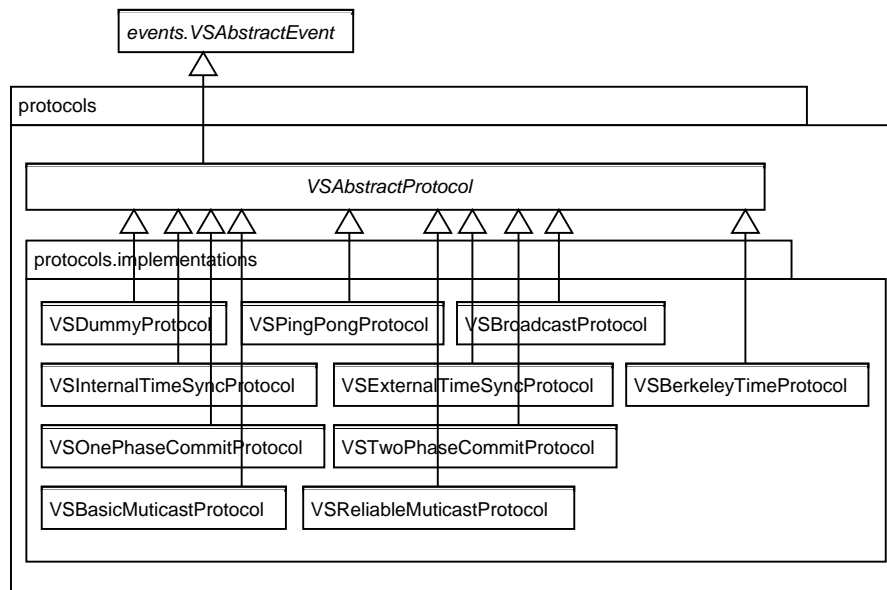 events.VSAbstractEvent
protocols
VSAbstractProtocol
protocols.implementations
VSDummyProtocol
VSPingPongProtocol
VSBroadcastProtocol
VSInternalTimeSyncProtocol
VSExternalTimeSyncProtocol
VSBerkeleyTimeProtocol
VSOnePhaseCommitProtocol
VSTwoPhaseCommitProtocol
VSBasicMuticastProtocol
VSReliableMuticastProtocol